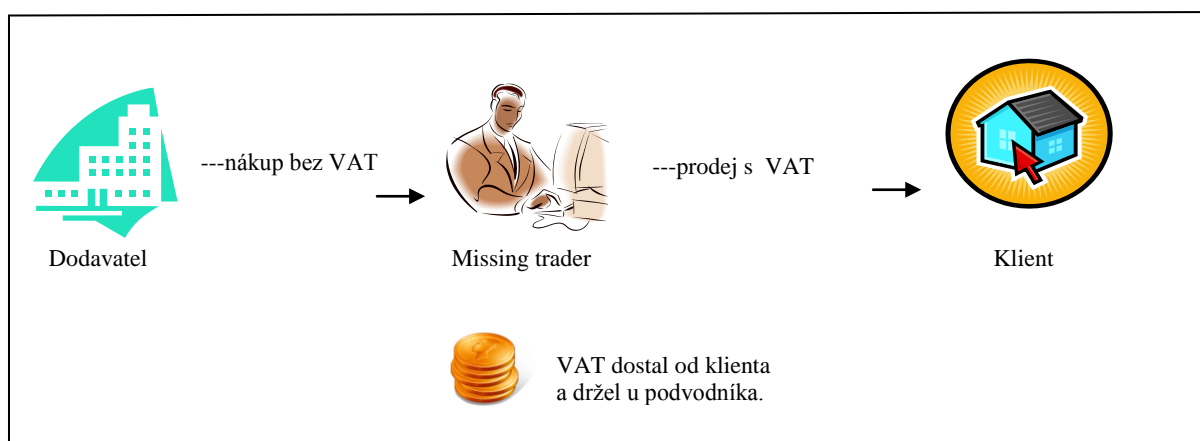 ---nákup bez VAT
---prodej s VAT
Dodavatel
Missing trader
Klient
VAT dostal od klienta
a držel u podvodníka.